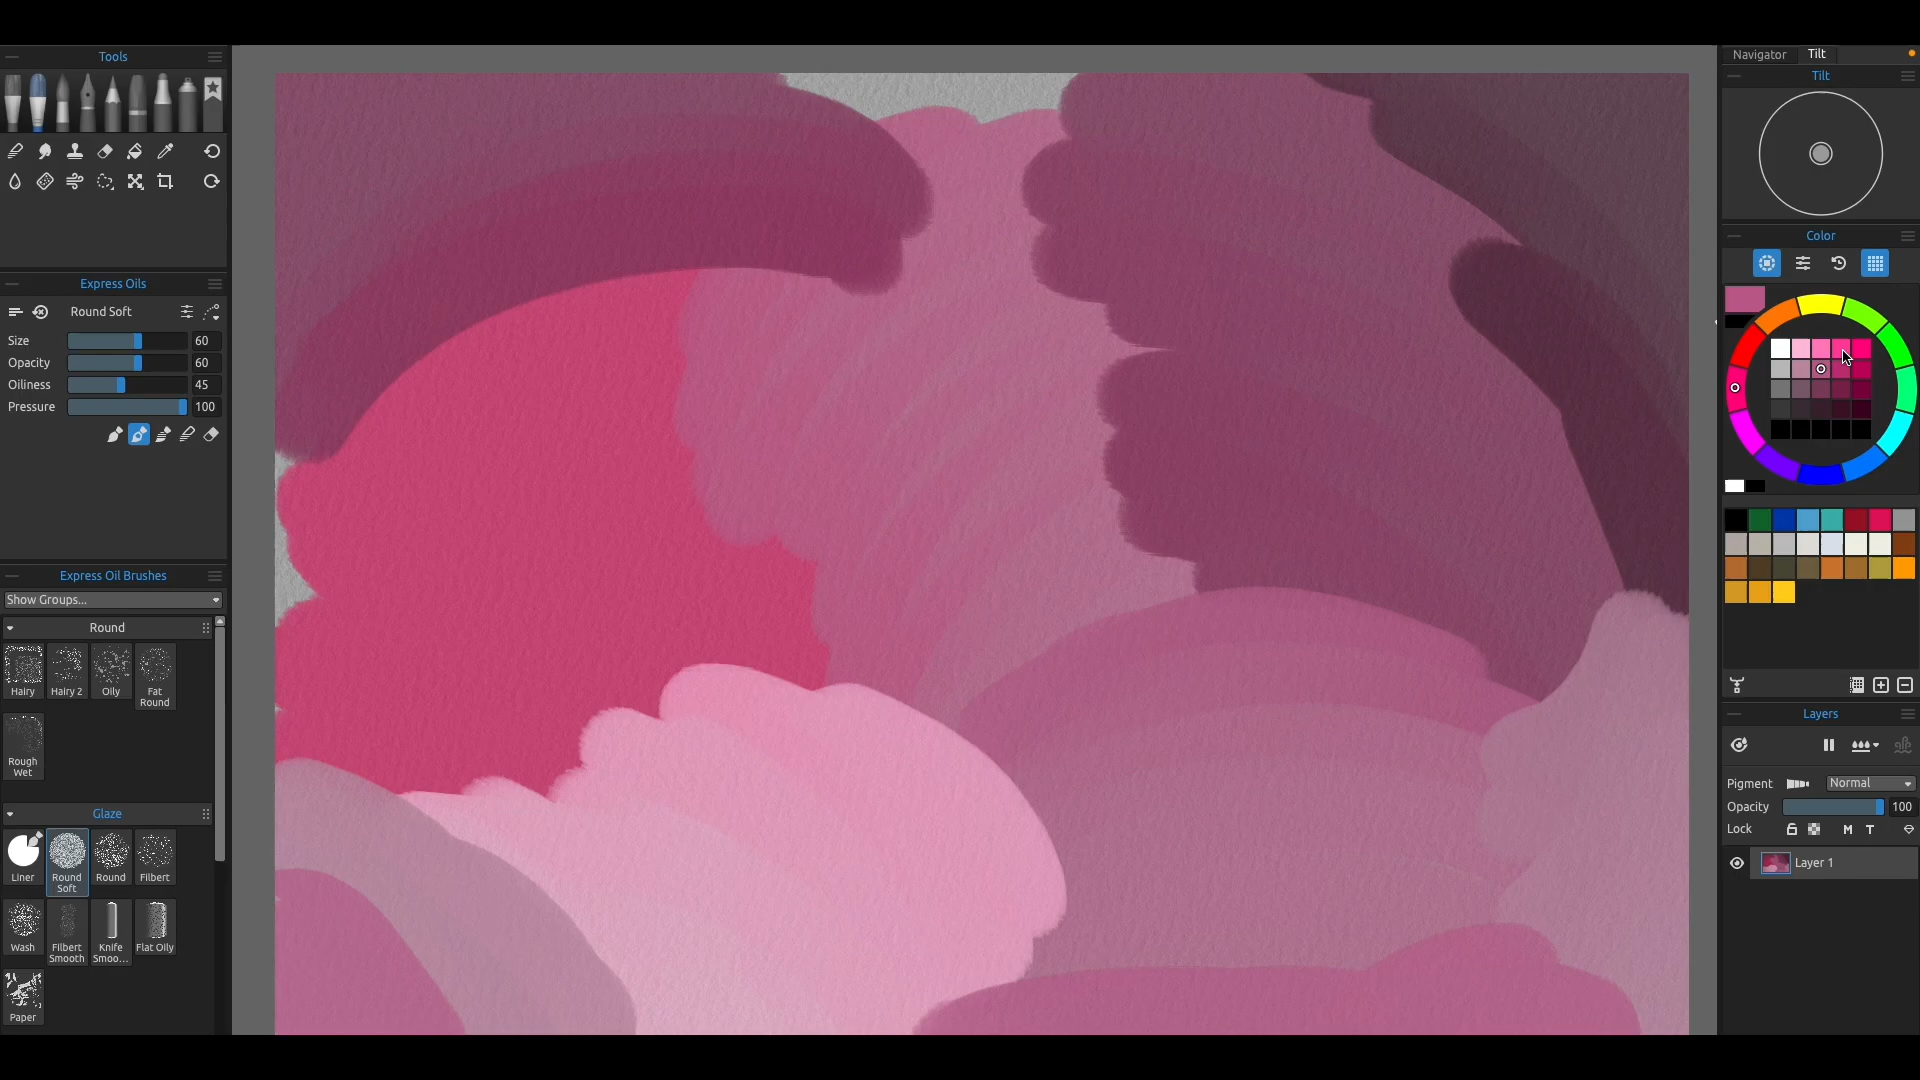 Tools
Express Oils
Round Soft
Size 60
Opacity 60
Oiliness 45
Pressure 100
Express Oil Brushes
Show Groups...
Round
Hairy Hairy 2 Oily Fat Round
Rough Wet
Glaze
Liner Round Soft Round Filbert
Wash Filbert Smooth Knife Smoo... Flat Oily
Paper
Navigator Tilt
Tilt
Color
Layers
Pigment Normal
Opacity 100
Lock M T
Layer 1